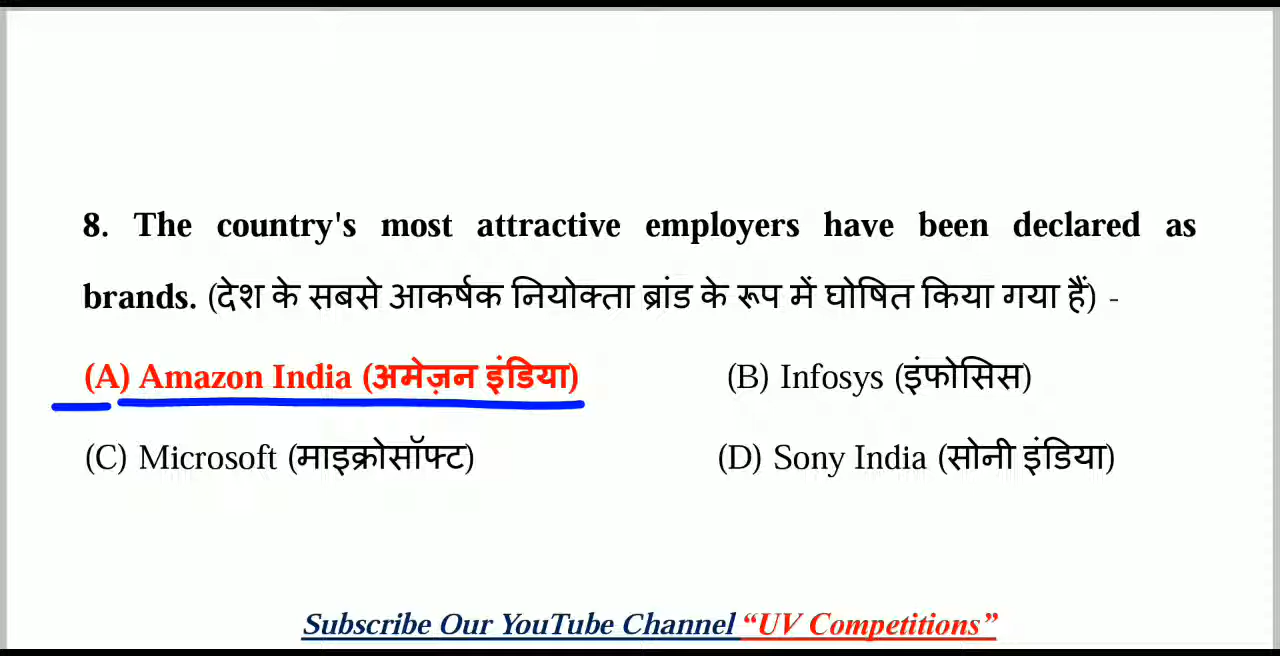 8. The country's most attractive employers have been declared as
brands. (देश के सबसे आकर्षक नियोक्ता ब्रांड के रूप में घोषित किया गया हैं) -
(A) Amazon India (अमेज़न इंडिया) (B) Infosys (इंफोसिस)
(C) Microsoft (माइक्रोसॉफ्ट) (D) Sony India (सोनी इंडिया)
Subscribe Our YouTube Channel “UV Competitions”